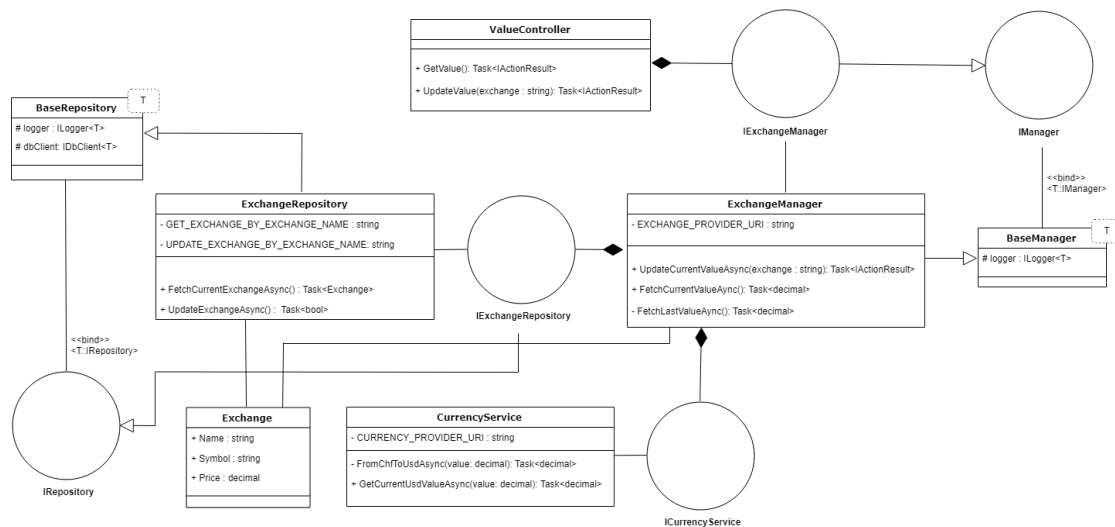 ValueController
+ GetValue(): Task<IActionResult>
+ UpdateValue(exchange : string): Task<IActionResult>
IExchangeManager
IManager
BaseRepository
T
# logger : ILogger<T>
# dbClient: IDbClient<T>
<<bind>>
<T::IManager>
ExchangeRepository
- GET_EXCHANGE_BY_EXCHANGE_NAME : string
- UPDATE_EXCHANGE_BY_EXCHANGE_NAME: string
+ FetchCurrentExchangeAsync() : Task<Exchange>
+ UpdateExchangeAsync() : Task<bool>
IExchangeRepository
ExchangeManager
- EXCHANGE_PROVIDER_URI : string
+ UpdateCurrentValueAsync(exchange : string): Task<IActionResult>
+ FetchCurrentValueAync(): Task<decimal>
- FetchLastValueAync(): Task<decimal>
BaseManager
T
# logger : ILogger<T>
<<bind>>
<T::IRepository>
IRepository
Exchange
+ Name : string
+ Symbol : string
+ Price : decimal
CurrencyService
- CURRENCY_PROVIDER_URI : string
- FromChfToUsdAsync(value: decimal): Task<decimal>
+ GetCurrentUsdValueAsync(value: decimal): Task<decimal>
ICurrencyService